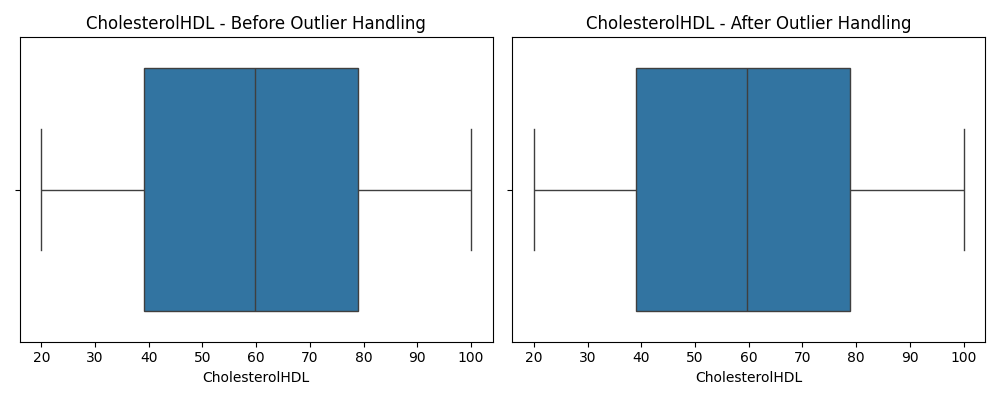 CholesterolHDL - Before Outlier Handling
20 30 40 50 60 70 80 90 100
CholesterolHDL
CholesterolHDL - After Outlier Handling
20 30 40 50 60 70 80 90 100
CholesterolHDL